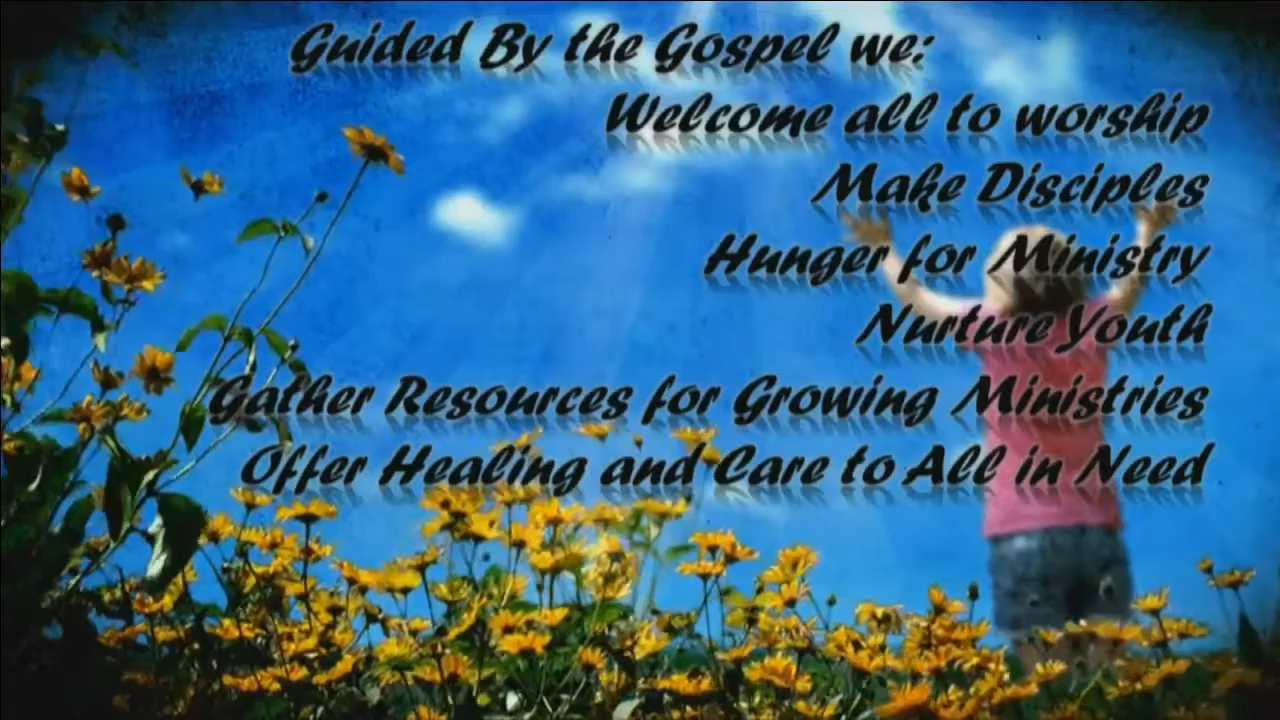 Guided By the Gospel we:
Welcome all to worship
Make Disciples
Hunger for Ministry
Nurture Youth
Gather Resources for Growing Ministries
Offer Healing and Care to All in Need